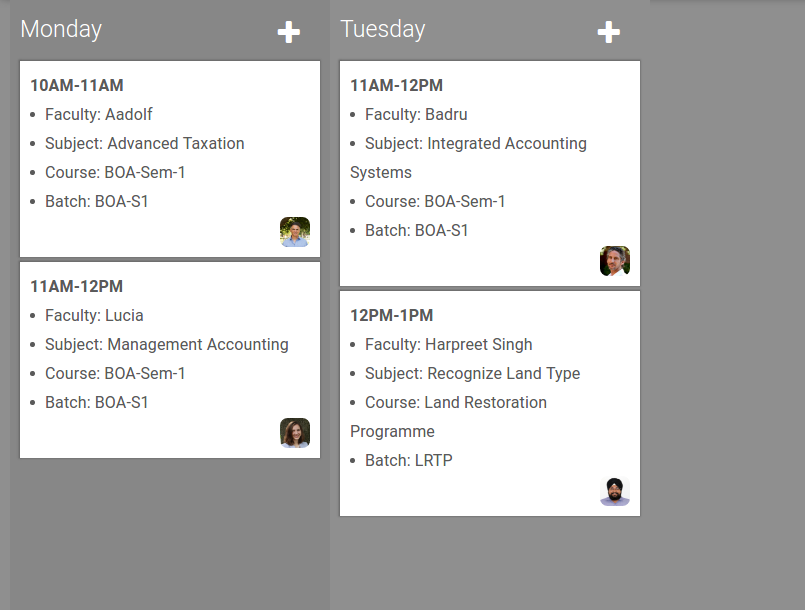 Monday
10AM-11AM
Faculty: Aadolf
Subject: Advanced Taxation
Course: BOA-Sem-1
Batch: BOA-S1
11AM-12PM
Faculty: Lucia
Subject: Management Accounting
Course: BOA-Sem-1
Batch: BOA-S1
Tuesday
11AM-12PM
Faculty: Badru
Subject: Integrated Accounting
Systems
Course: BOA-Sem-1
Batch: BOA-S1
12PM-1PM
Faculty: Harpreet Singh
Subject: Recognize Land Type
Course: Land Restoration
Programme
Batch: LRTP